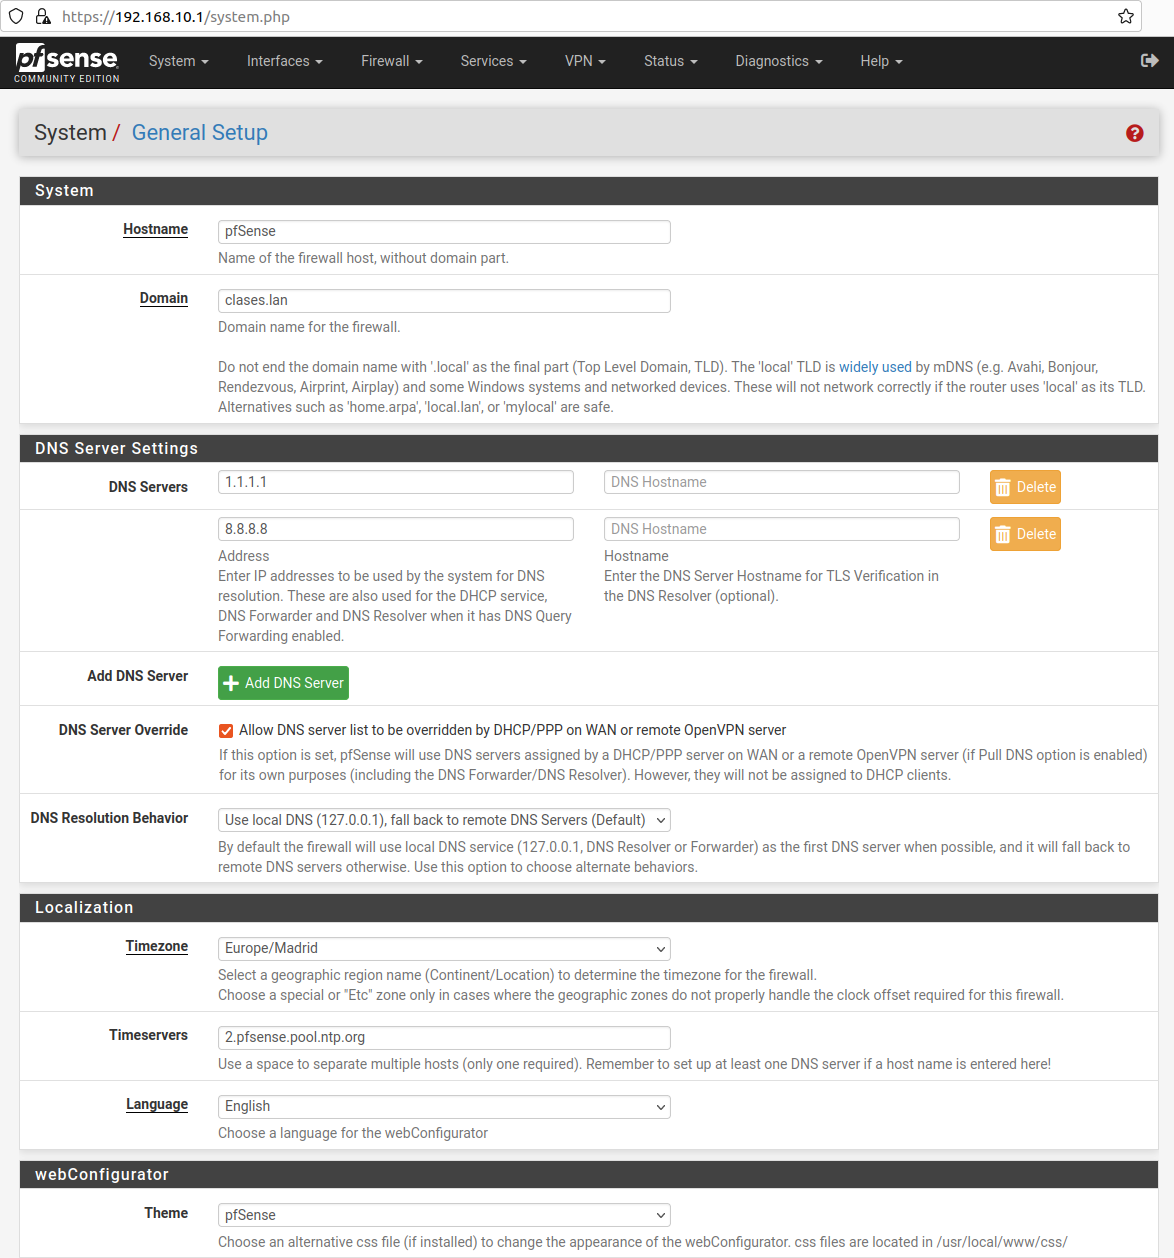 https://192.168.10.1/system.php
pfsense
COMMUNITY EDITION
System Interfaces Firewall Services VPN Status Diagnostics Help
System / General Setup
?
System
Hostname
pfSense
Name of the firewall host, without domain part.
Domain
clases.lan
Domain name for the firewall.
Do not end the domain name with '.local' as the final part (Top Level Domain, TLD). The 'local' TLD is widely used by mDNS (e.g. Avahi, Bonjour,
Rendezvous, Airprint, Airplay) and some Windows systems and networked devices. These will not network correctly if the router uses 'local' as its TLD.
Alternatives such as 'home.arpa', 'local.lan', or 'mylocal' are safe.
DNS Server Settings
DNS Servers
1.1.1.1
DNS Hostname
Delete
8.8.8.8
DNS Hostname
Delete
Address
Enter IP addresses to be used by the system for DNS
resolution. These are also used for the DHCP service,
DNS Forwarder and DNS Resolver when it has DNS Query
Forwarding enabled.
Hostname
Enter the DNS Server Hostname for TLS Verification in
the DNS Resolver (optional).
Add DNS Server
Add DNS Server
DNS Server Override
Allow DNS server list to be overridden by DHCP/PPP on WAN or remote OpenVPN server
If this option is set, pfSense will use DNS servers assigned by a DHCP/PPP server on WAN or a remote OpenVPN server (if Pull DNS option is enabled)
for its own purposes (including the DNS Forwarder/DNS Resolver). However, they will not be assigned to DHCP clients.
DNS Resolution Behavior
Use local DNS (127.0.0.1), fall back to remote DNS Servers (Default)
By default the firewall will use local DNS service (127.0.0.1, DNS Resolver or Forwarder) as the first DNS server when possible, and it will fall back to
remote DNS servers otherwise. Use this option to choose alternate behaviors.
Localization
Timezone
Europe/Madrid
Select a geographic region name (Continent/Location) to determine the timezone for the firewall.
Choose a special or "Etc" zone only in cases where the geographic zones do not properly handle the clock offset required for this firewall.
Timeservers
2.pfsense.pool.ntp.org
Use a space to separate multiple hosts (only one required). Remember to set up at least one DNS server if a host name is entered here!
Language
English
Choose a language for the webConfigurator
webConfigurator
Theme
pfSense
Choose an alternative css file (if installed) to change the appearance of the webConfigurator. css files are located in /usr/local/www/css/